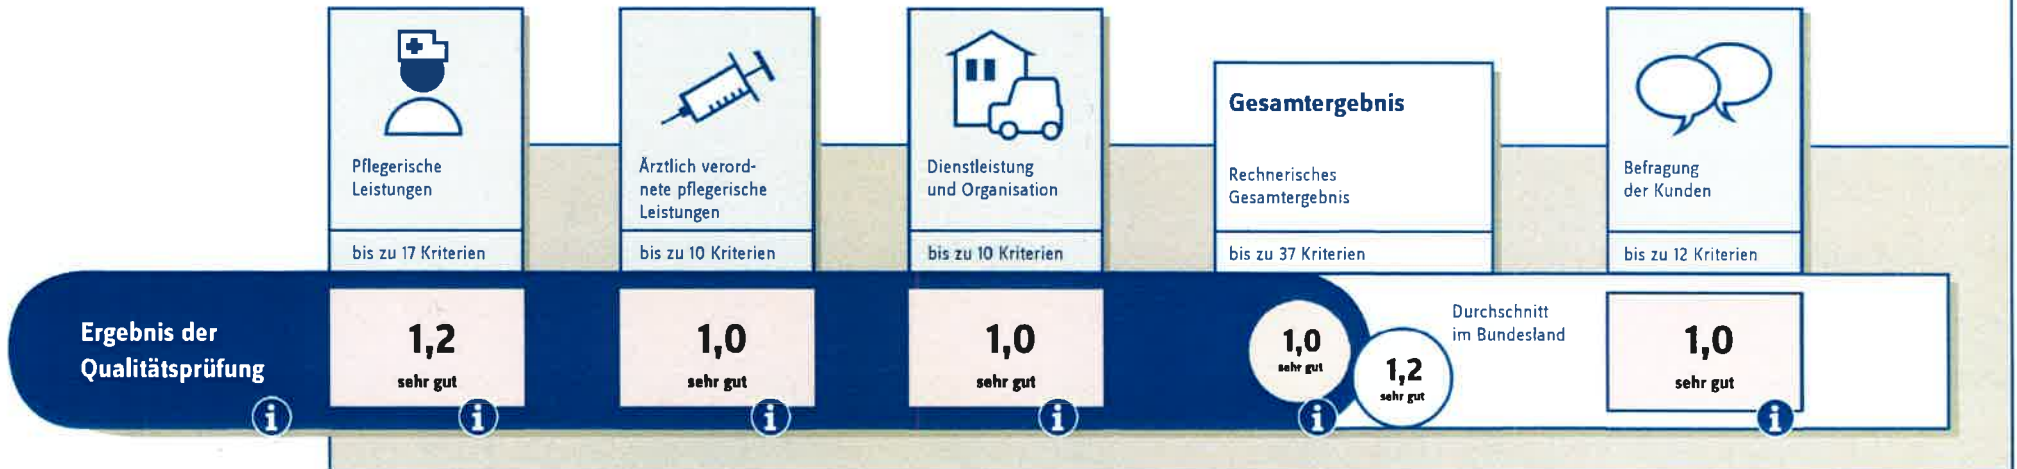 Pflegerische
Leistungen
bis zu 17 Kriterien
Ärztlich verord-
nete pflegerische
Leistungen
bis zu 10 Kriterien
Dienstleistung
und Organisation
bis zu 10 Kriterien
Gesamtergebnis
Rechnerisches
Gesamtergebnis
bis zu 37 Kriterien
Befragung
der Kunden
bis zu 12 Kriterien
Ergebnis der
Qualitätsprüfung
i
1,2
sehr gut
i
1,0
sehr gut
i
1,0
sehr gut
i
1,0
sehr gut
i
1,2
sehr gut
Durchschnitt
im Bundesland
1,0
sehr gut
i